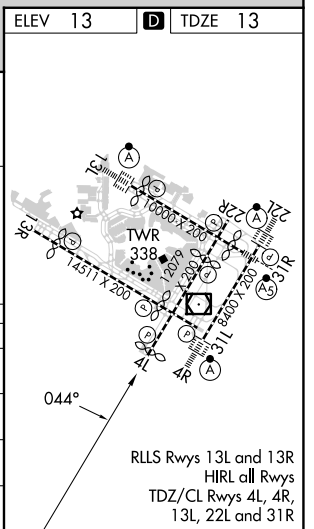 ELEV 13 D TDZE 13
A
13L
P
10000 X 200
22R
P
A
22L
13R
P
TWR
338
12079 X 200
P
P
31R
A5
14511 X 200
P
8400 X 200
P
P
4L
31L
4R
A
044°
RLLS Rwys 13L and 13R
HIRL all Rwys
TDZ/CL Rwys 4L, 4R,
13L, 22L and 31R